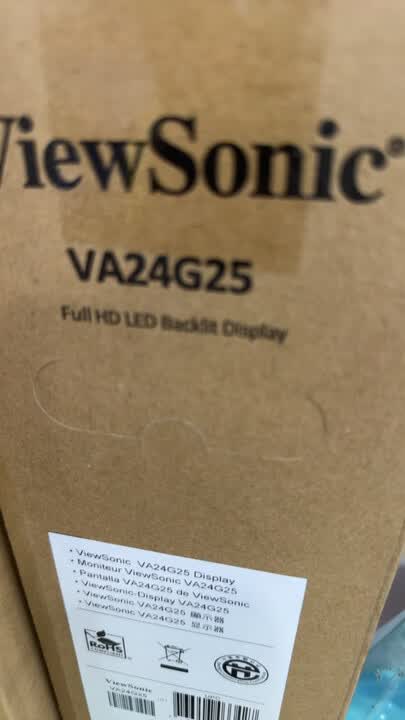 ViewSonic®
VA24G25
Full HD LED Backlit Display
• ViewSonic VA24G25 Display
• Moniteur ViewSonic VA24G25
• Pantalla VA24G25 de ViewSonic
• ViewSonic-Display VA24G25
• ViewSonic VA24G25 顯示器
• ViewSonic VA24G25 显示器
RoHS
ViewSonic
VA24G25
UPC